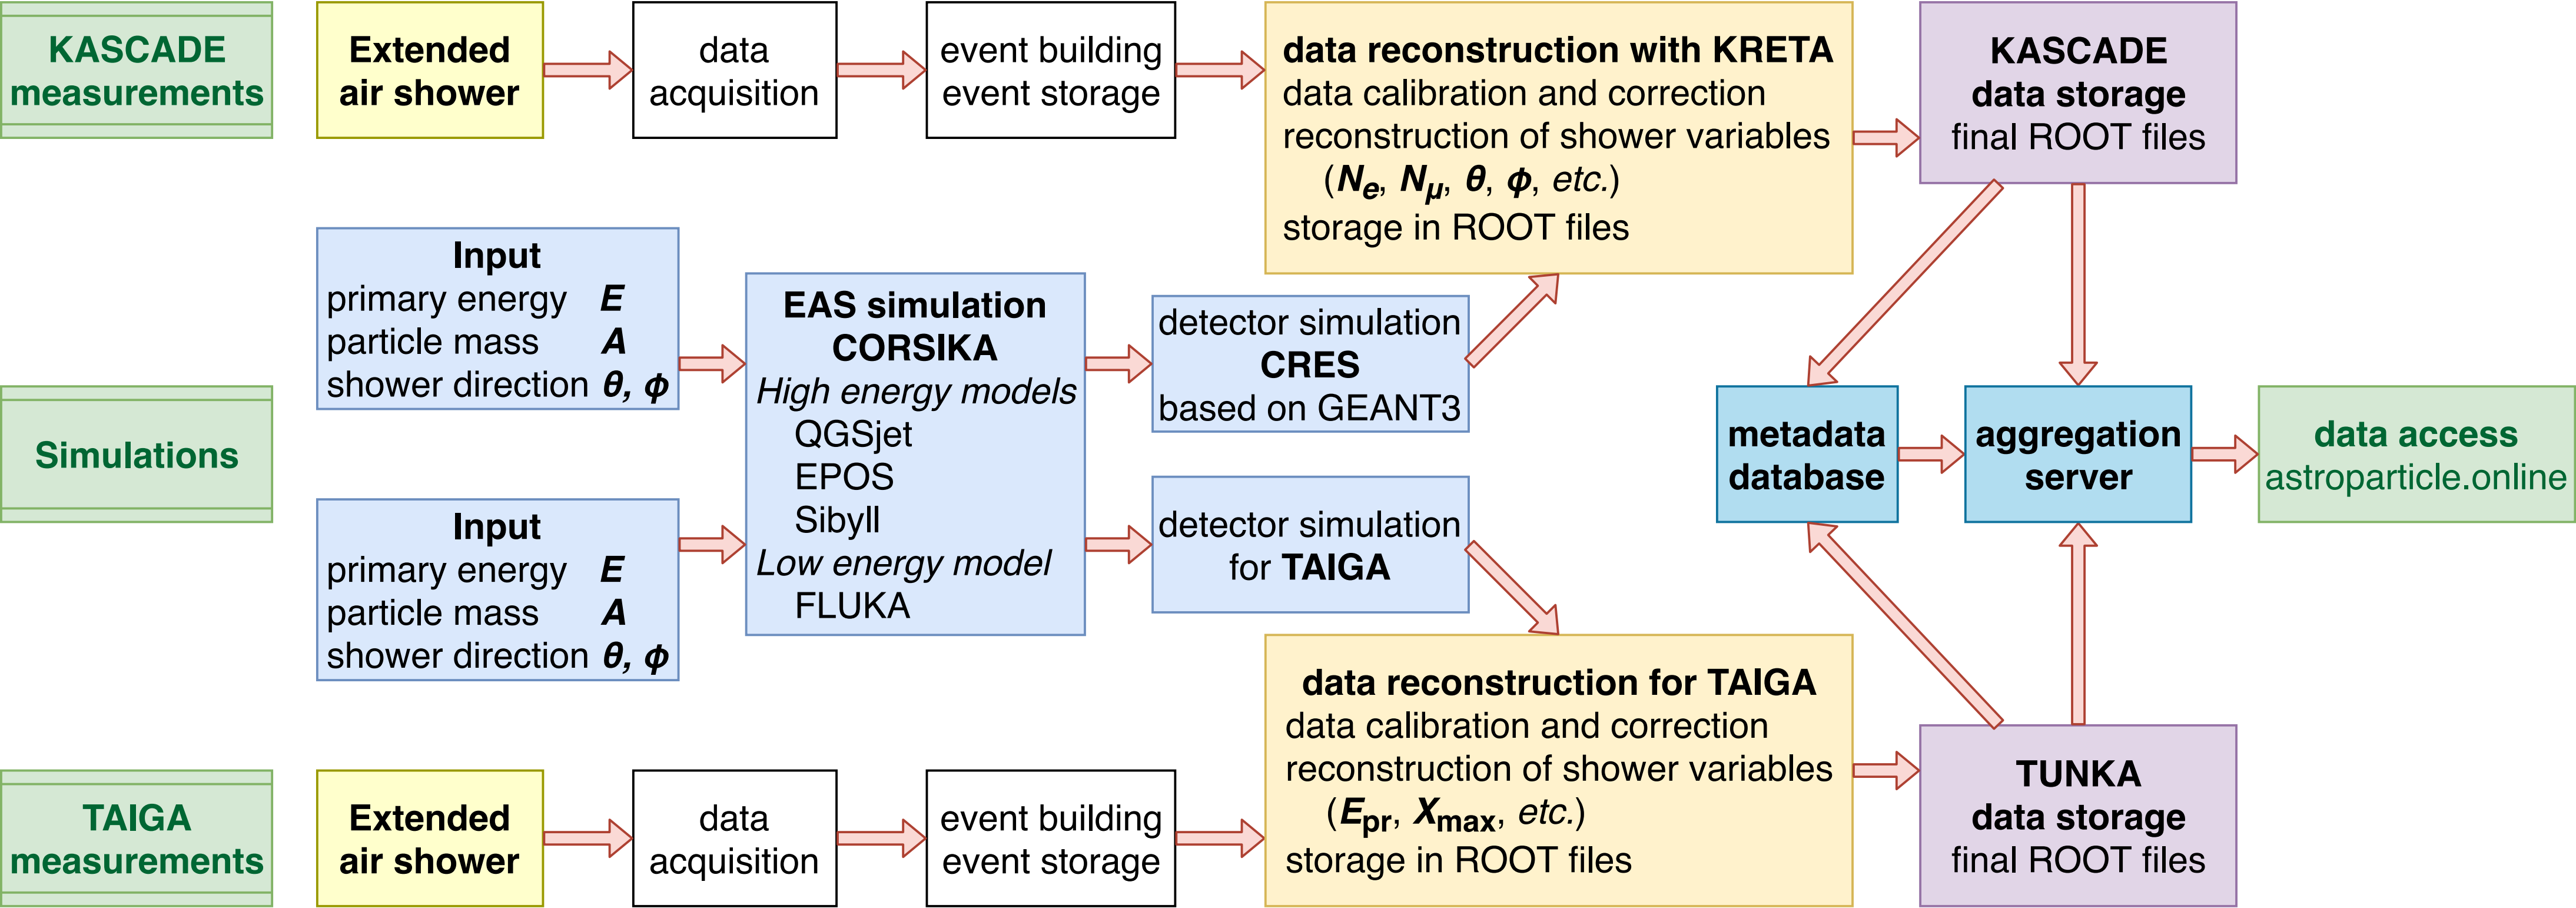 KASCADE
measurements
Extended
air shower
data
acquisition
event building
event storage
data reconstruction with KRETA
data calibration and correction
reconstruction of shower variables
(Nₑ, N_μ, θ, ϕ, etc.)
storage in ROOT files
KASCADE
data storage
final ROOT files
Simulations
Input
primary energy E
particle mass A
shower direction θ, ϕ
Input
primary energy E
particle mass A
shower direction θ, ϕ
EAS simulation
CORSIKA
High energy models
QGSjet
EPOS
Sibyll
Low energy model
FLUKA
detector simulation
CRES
based on GEANT3
detector simulation
for TAIGA
metadata
database
aggregation
server
data access
astroparticle.online
TAIGA
measurements
Extended
air shower
data
acquisition
event building
event storage
data reconstruction for TAIGA
data calibration and correction
reconstruction of shower variables
(E_pr, X_max, etc.)
storage in ROOT files
TUNKA
data storage
final ROOT files